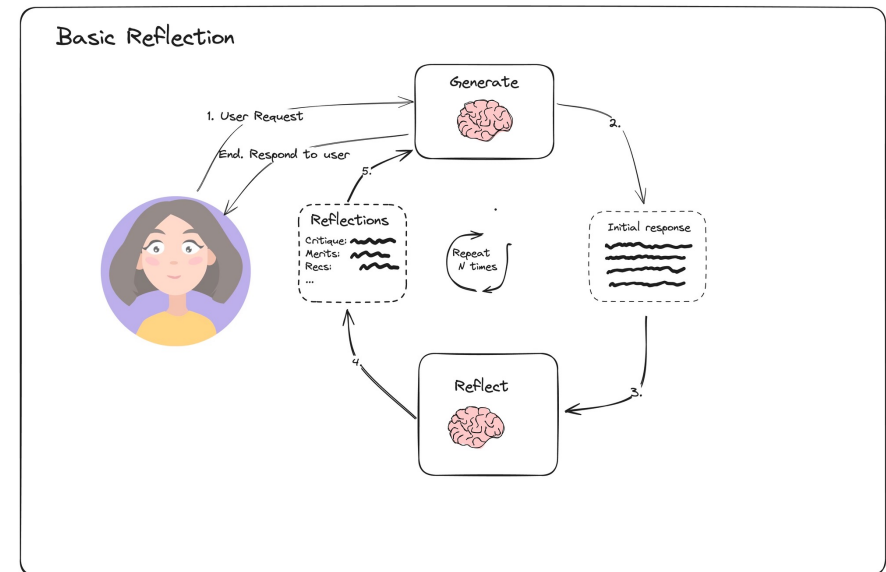 Basic Reflection
Generate
1. User Request
2.
End. Respond to user
5.
Reflections
Critique:
Merits:
Recs:
...
Repeat
N times
Initial response
4.
Reflect
3.